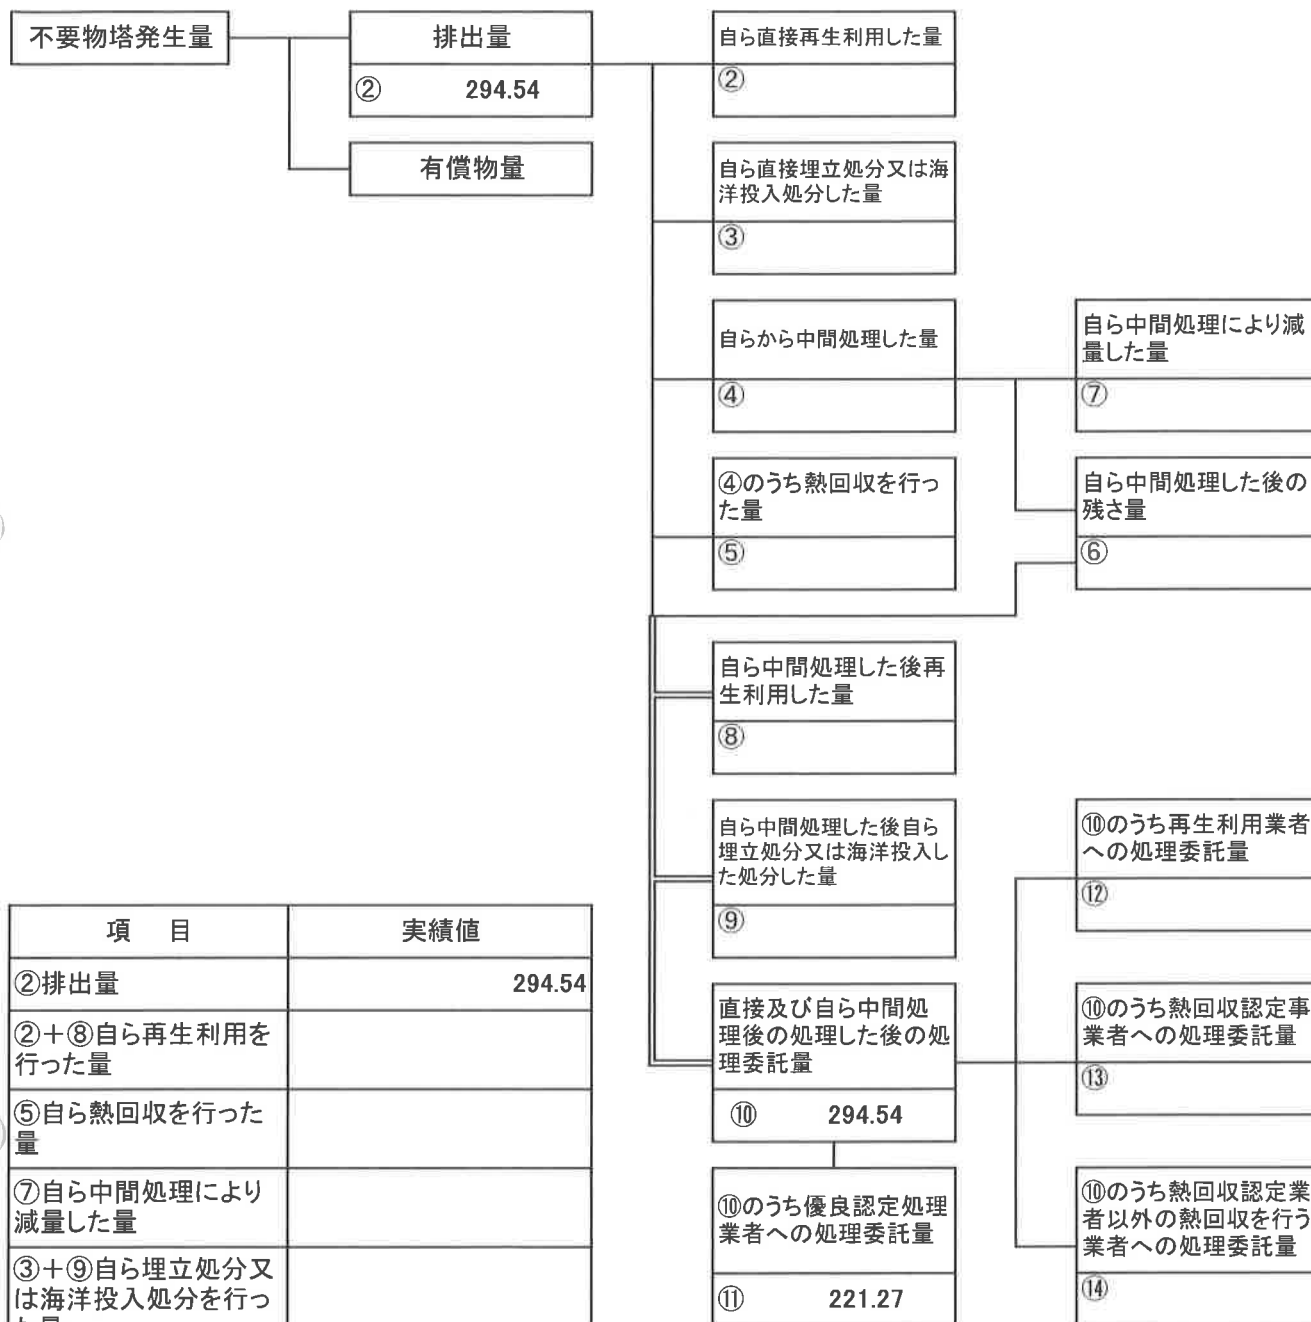 不要物塔発生量
排出量
② 294.54
有償物量
自ら直接再生利用した量
②
自ら直接埋立処分又は海
洋投入処分した量
③
自らから中間処理した量
④
自ら中間処理により減
量した量
⑦
④のうち熱回収を行っ
た量
⑤
自ら中間処理した後の
残さ量
⑥
自ら中間処理した後再
生利用した量
⑧
自ら中間処理した後自ら
埋立処分又は海洋投入し
た処分した量
⑨
直接及び自ら中間処
理後の処理した後の処
理委託量
⑩ 294.54
⑩のうち優良認定処理
業者への処理委託量
⑪ 221.27
⑩のうち再生利用業者
への処理委託量
⑫
⑩のうち熱回収認定事
業者への処理委託量
⑬
⑩のうち熱回収認定業
者以外の熱回収を行う
業者への処理委託量
⑭
項 目 実績値
②排出量 294.54
②＋⑧自ら再生利用を
行った量
⑤自ら熱回収を行った
量
⑦自ら中間処理により
減量した量
③＋⑨自ら埋立処分又
は海洋投入処分を行っ